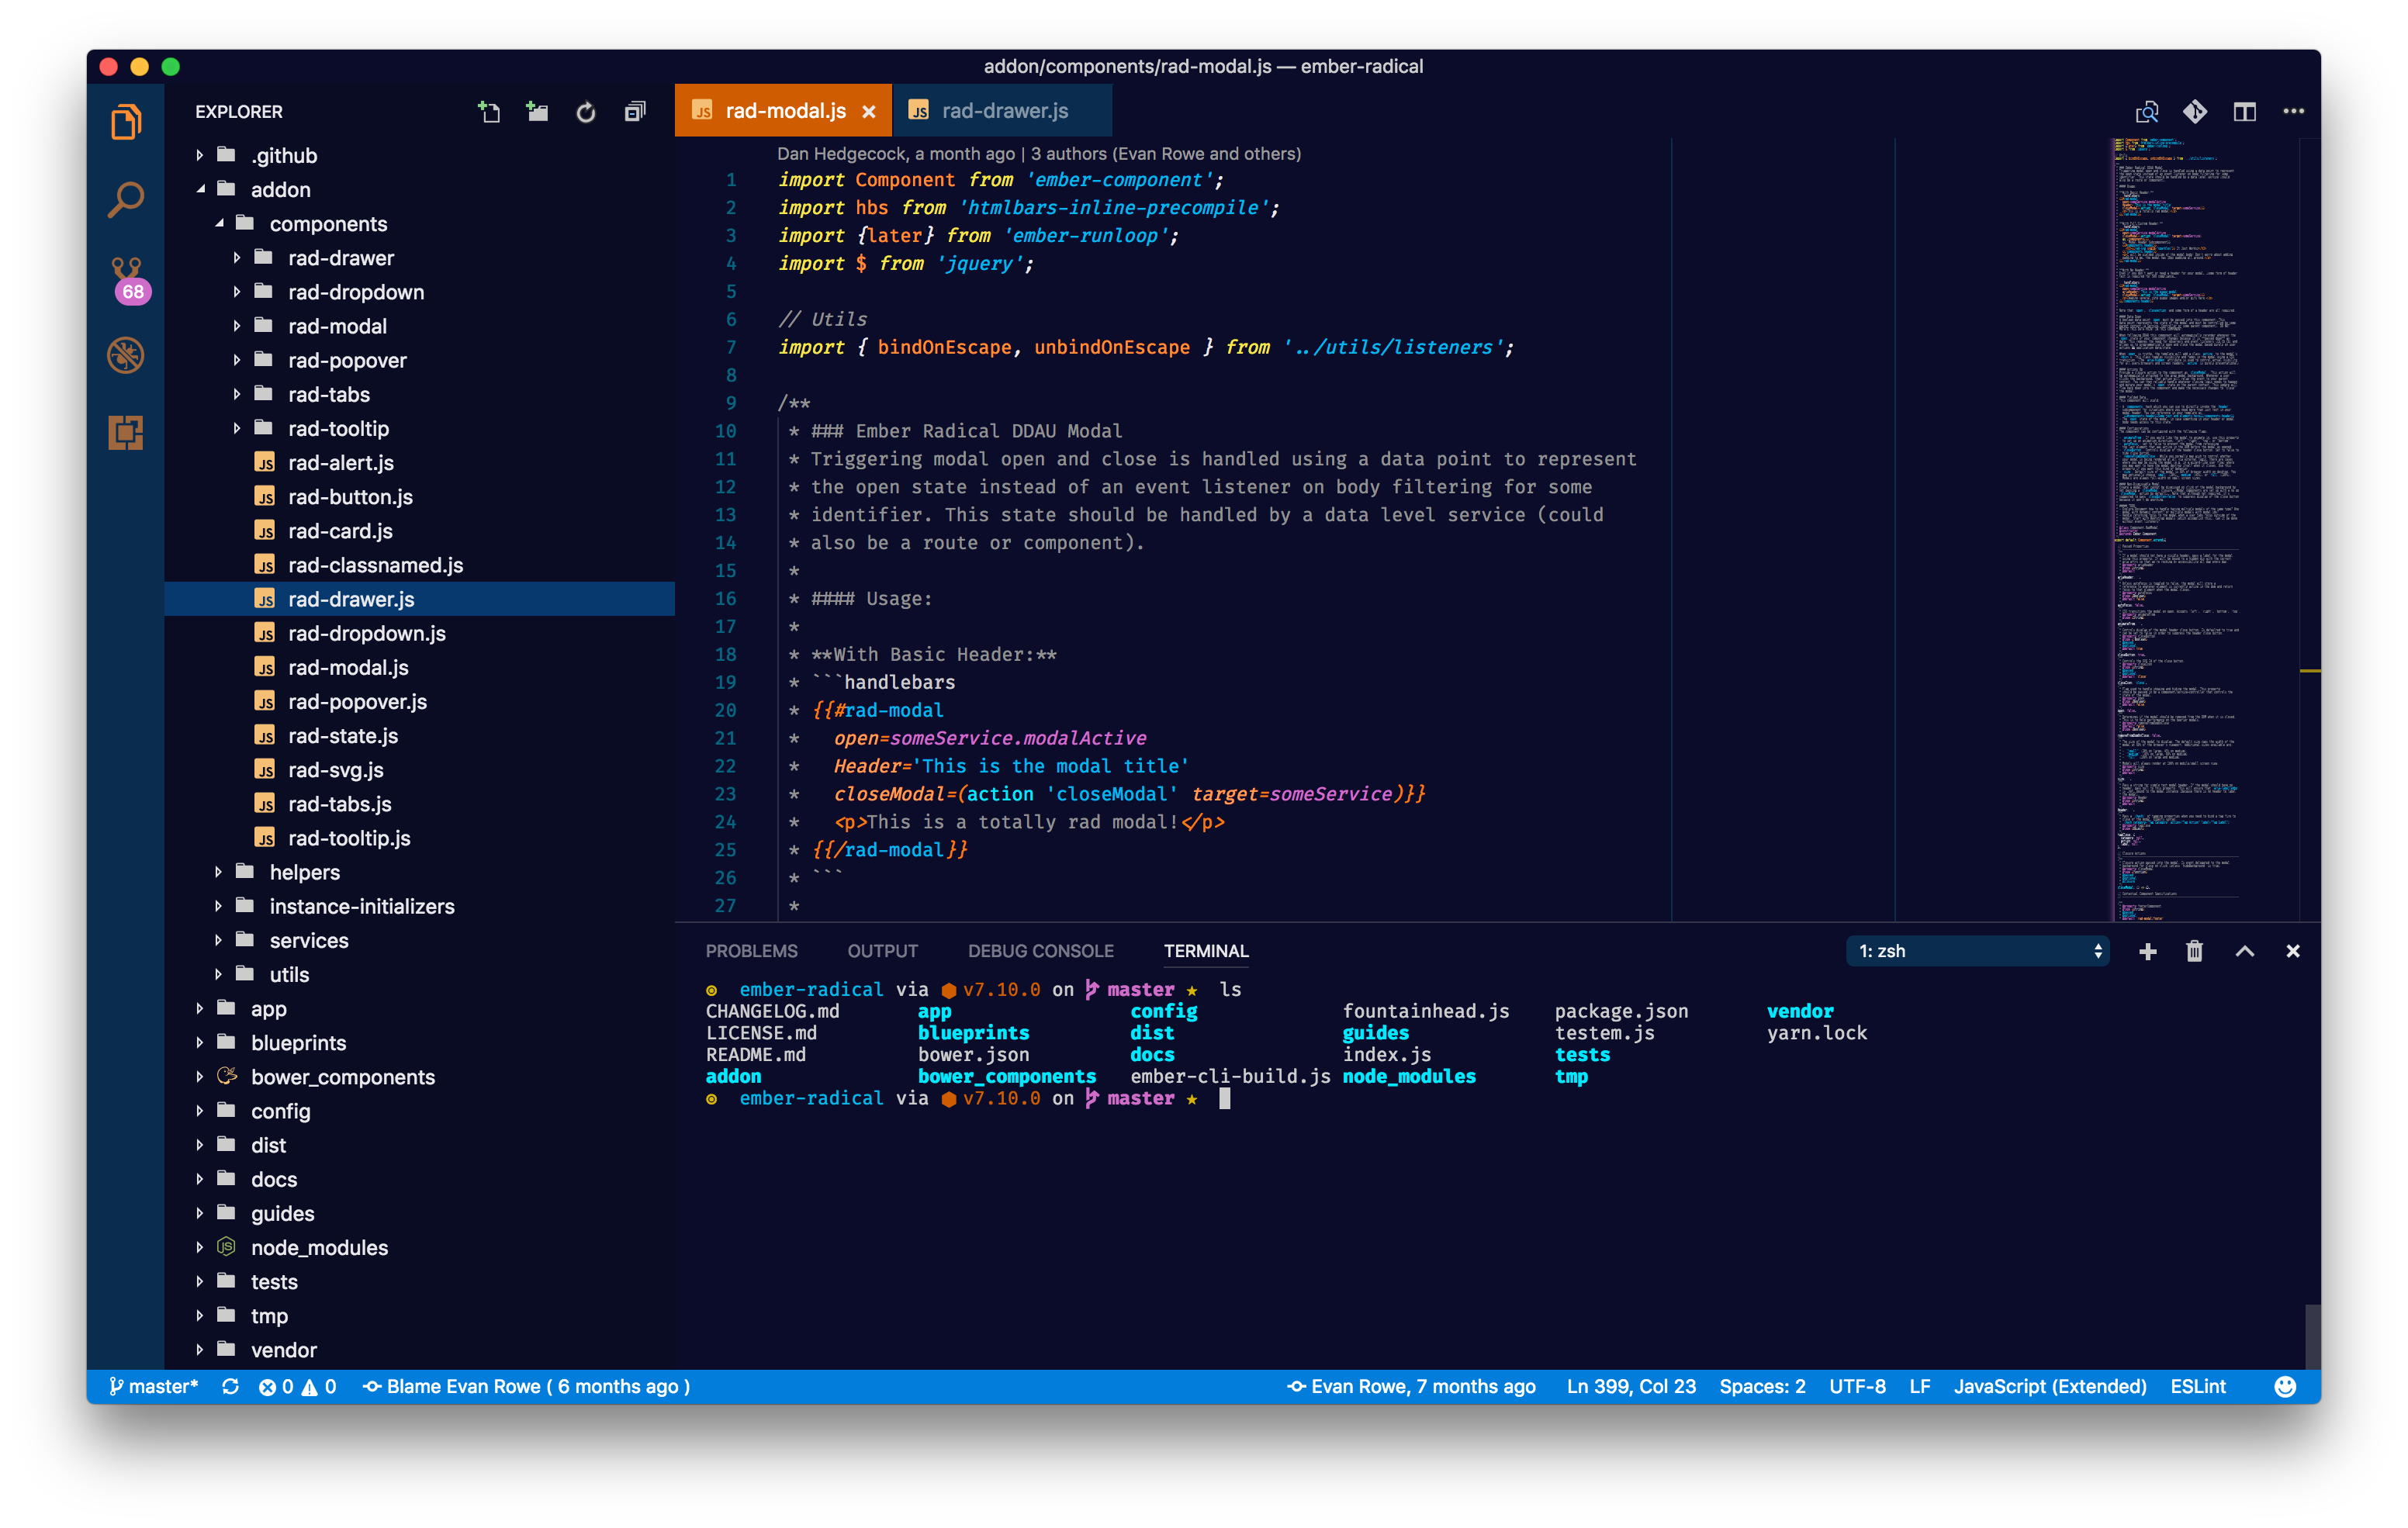 addon/components/rad-modal.js — ember-radical
EXPLORER
.github
addon
components
rad-drawer
rad-dropdown
rad-modal
rad-popover
rad-tabs
rad-tooltip
JS rad-alert.js
JS rad-button.js
JS rad-card.js
JS rad-classnamed.js
JS rad-drawer.js
JS rad-dropdown.js
JS rad-modal.js
JS rad-popover.js
JS rad-state.js
JS rad-svg.js
JS rad-tabs.js
JS rad-tooltip.js
helpers
instance-initializers
services
utils
app
blueprints
bower_components
config
dist
docs
guides
JS node_modules
tests
tmp
vendor
68
JS rad-modal.js × JS rad-drawer.js
Dan Hedgecock, a month ago | 3 authors (Evan Rowe and others)
1 import Component from 'ember-component';
2 import hbs from 'htmlbars-inline-precompile';
3 import {later} from 'ember-runloop';
4 import $ from 'jquery';
5
6 // Utils
7 import { bindOnEscape, unbindOnEscape } from '../utils/listeners';
8
9 /**
10 * ### Ember Radical DDAU Modal
11 * Triggering modal open and close is handled using a data point to represent
12 * the open state instead of an event listener on body filtering for some
13 * identifier. This state should be handled by a data level service (could
14 * also be a route or component).
15 *
16 * #### Usage:
17 *
18 * **With Basic Header:**
19 * ```handlebars
20 * {{#rad-modal
21 *   open=someService.modalActive
22 *   Header='This is the modal title'
23 *   closeModal=(action 'closeModal' target=someService)}}
24 *   <p>This is a totally rad modal!</p>
25 * {{/rad-modal}}
26 * ```
27 *
PROBLEMS OUTPUT DEBUG CONSOLE TERMINAL 1: zsh
ember-radical via v7.10.0 on master ls
CHANGELOG.md app config fountainhead.js package.json vendor
LICENSE.md blueprints dist guides testem.js yarn.lock
README.md bower.json docs index.js tests
addon bower_components ember-cli-build.js node_modules tmp
ember-radical via v7.10.0 on master
master* 0 0 Blame Evan Rowe ( 6 months ago ) Evan Rowe, 7 months ago Ln 399, Col 23 Spaces: 2 UTF-8 LF JavaScript (Extended) ESLint